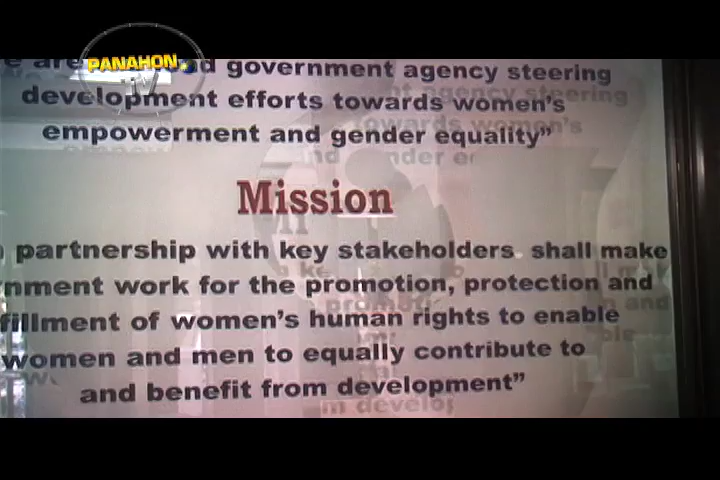 PANAHON.
TV
are government agency steering
development efforts towards women's
empowerment and gender equality”
Mission
partnership with key stakeholders shall make
nment work for the promotion, protection and
fillment of women's human rights to enable
women and men to equally contribute to
and benefit from development”